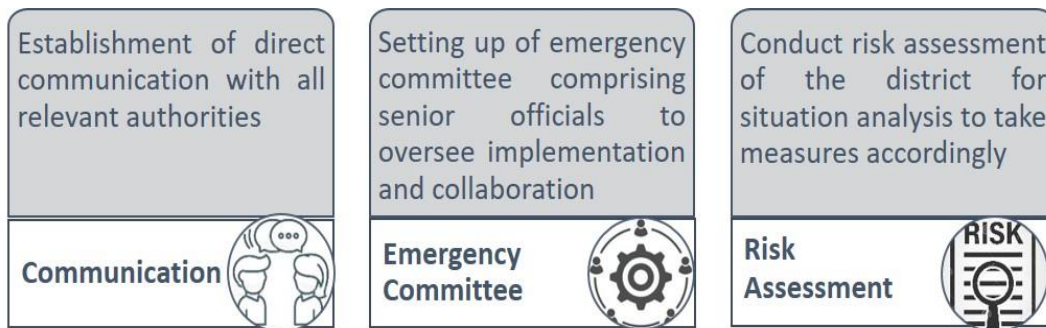 Establishment of direct
communication with all
relevant authorities
Communication
Setting up of emergency
committee comprising
senior officials to
oversee implementation
and collaboration
Emergency
Committee
Conduct risk assessment
of the district for
situation analysis to take
measures accordingly
Risk
Assessment
RISK